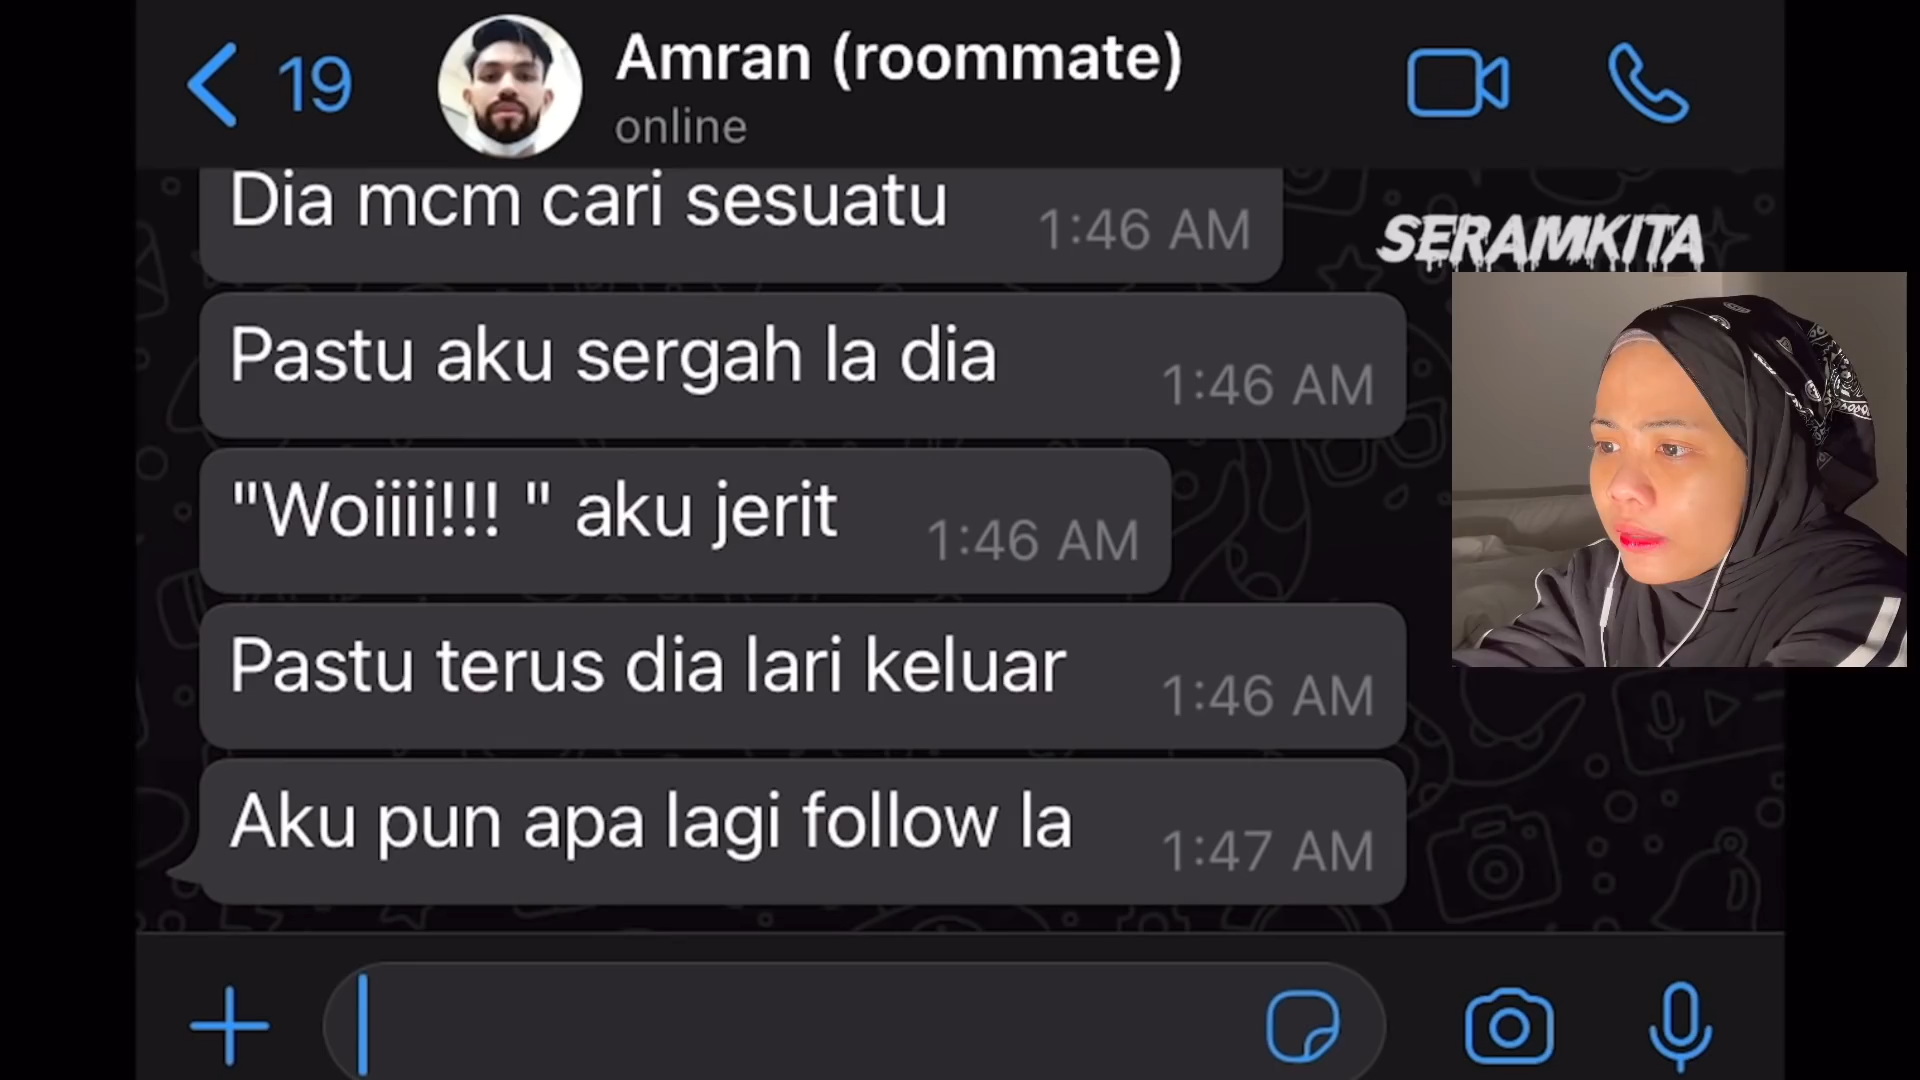 19
Amran (roommate)
online
Dia mcm cari sesuatu
1:46 AM
SERAMKITA
Pastu aku sergah la dia
1:46 AM
"Woiiii!!! " aku jerit
1:46 AM
Pastu terus dia lari keluar
1:46 AM
Aku pun apa lagi follow la
1:47 AM